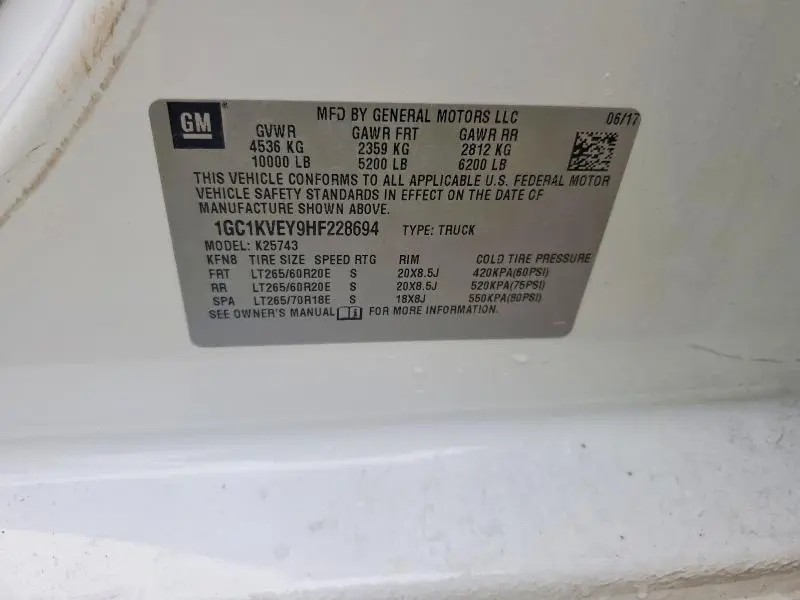 GM ® MFD BY GENERAL MOTORS LLC 06/17
GVWR GAWR FRT GAWR RR
4536 KG 2359 KG 2812 KG
10000 LB 5200 LB 6200 LB
THIS VEHICLE CONFORMS TO ALL APPLICABLE U.S. FEDERAL MOTOR
VEHICLE SAFETY STANDARDS IN EFFECT ON THE DATE OF
MANUFACTURE SHOWN ABOVE.
1GC1KVEY9HF228694 TYPE: TRUCK
MODEL: K25743
KFN8 TIRE SIZE SPEED RTG RIM COLD TIRE PRESSURE
FRT LT265/60R20E S 20X8.5J 420KPA(60PSI)
RR LT265/60R20E S 20X8.5J 520KPA(75PSI)
SPA LT265/70R18E S 18X8J 550KPA(80PSI)
SEE OWNER'S MANUAL i FOR MORE INFORMATION.